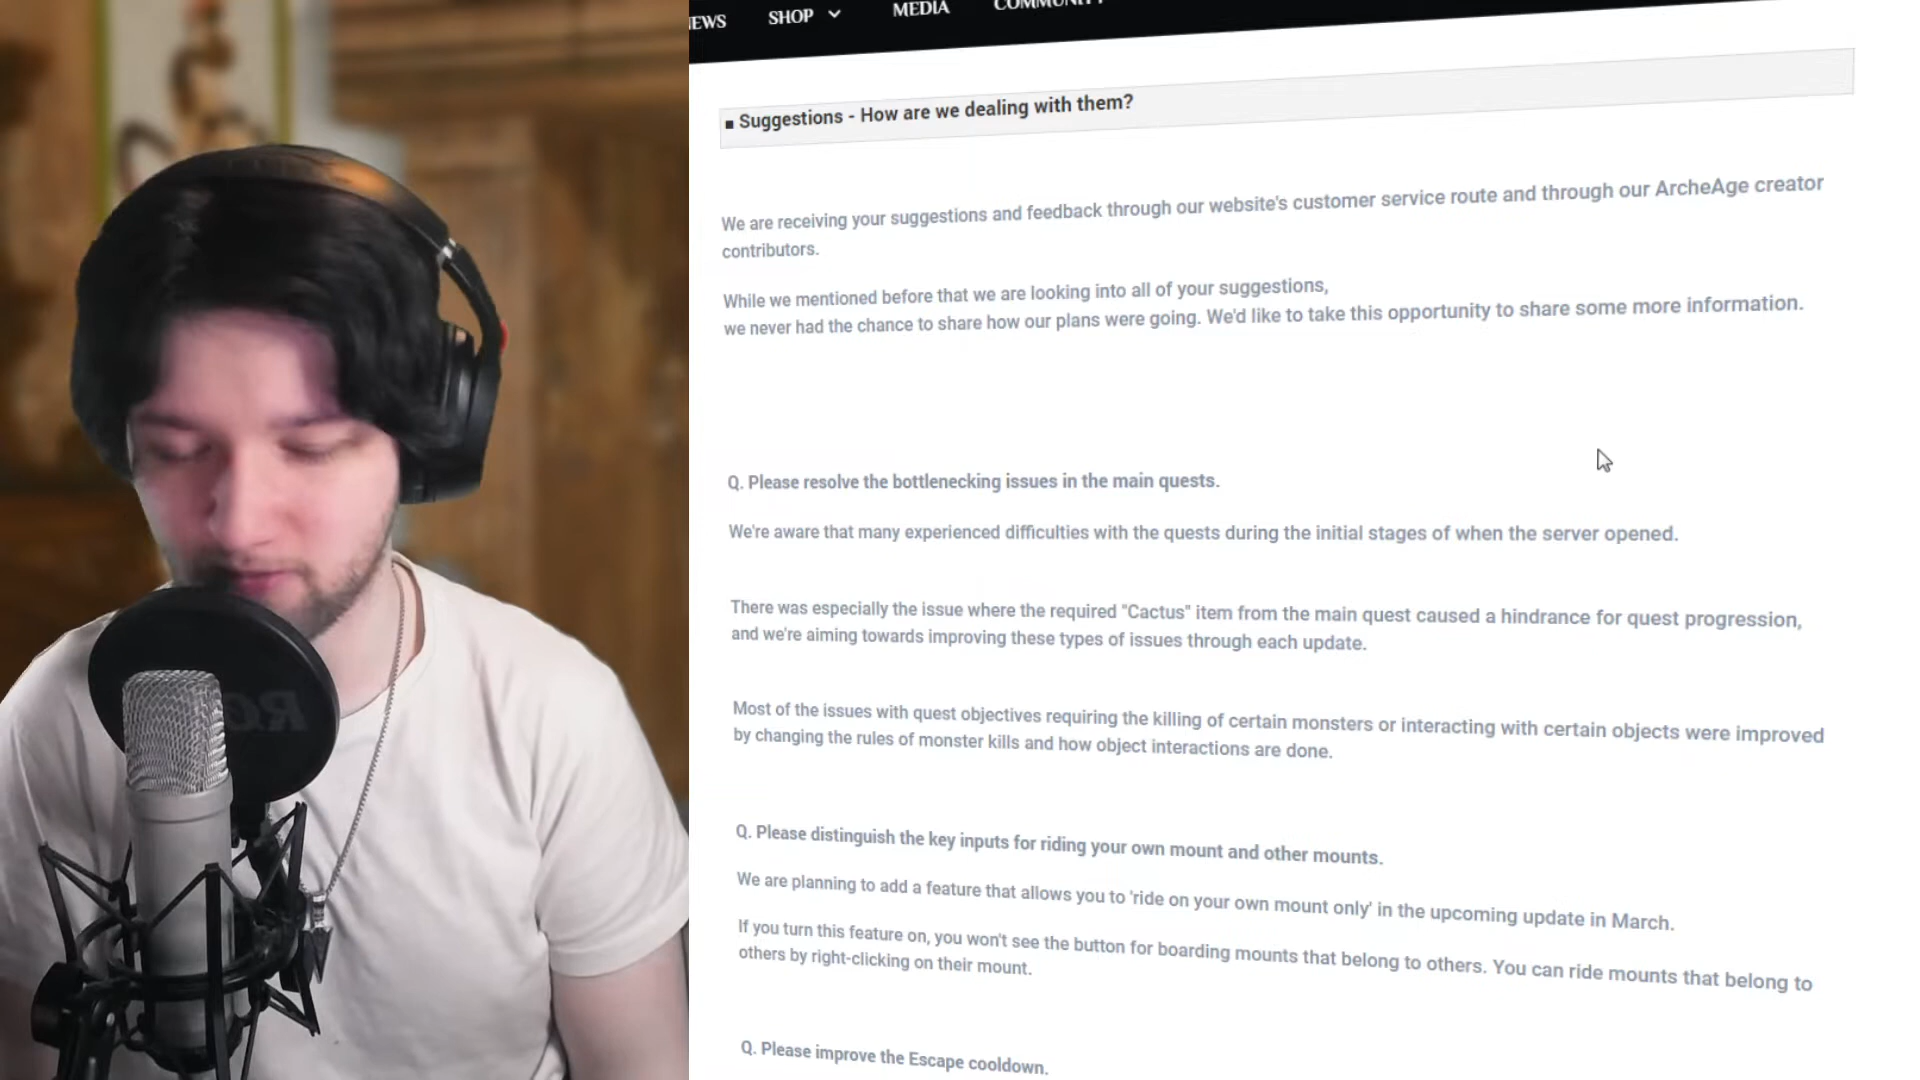 EWS SHOP MEDIA COMMUNITY
■ Suggestions - How are we dealing with them?
We are receiving your suggestions and feedback through our website's customer service route and through our ArcheAge creator
contributors.
While we mentioned before that we are looking into all of your suggestions,
we never had the chance to share how our plans were going. We'd like to take this opportunity to share some more information.
Q. Please resolve the bottlenecking issues in the main quests.
We're aware that many experienced difficulties with the quests during the initial stages of when the server opened.
There was especially the issue where the required "Cactus" item from the main quest caused a hindrance for quest progression,
and we're aiming towards improving these types of issues through each update.
Most of the issues with quest objectives requiring the killing of certain monsters or interacting with certain objects were improved
by changing the rules of monster kills and how object interactions are done.
Q. Please distinguish the key inputs for riding your own mount and other mounts.
We are planning to add a feature that allows you to 'ride on your own mount only' in the upcoming update in March.
If you turn this feature on, you won't see the button for boarding mounts that belong to others. You can ride mounts that belong to
others by right-clicking on their mount.
Q. Please improve the Escape cooldown.